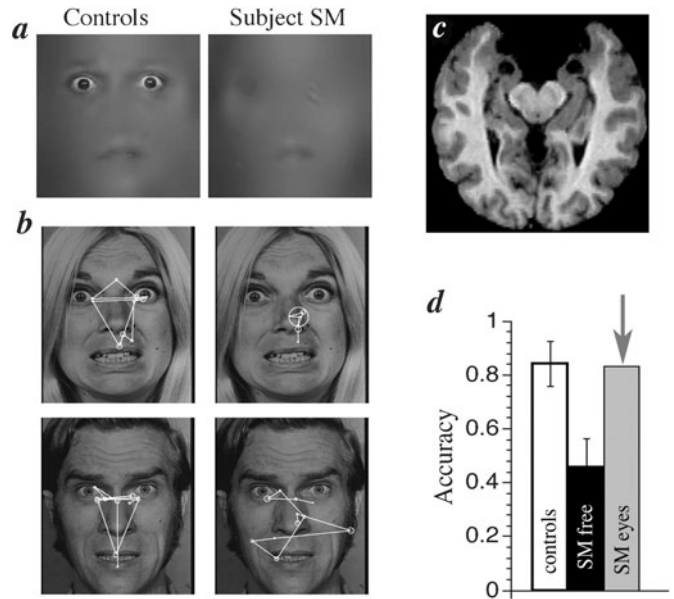 Controls Subject SM
a
b
c
d
Accuracy
1
0.8
0.6
0.4
0.2
0
controls
SM free
SM eyes